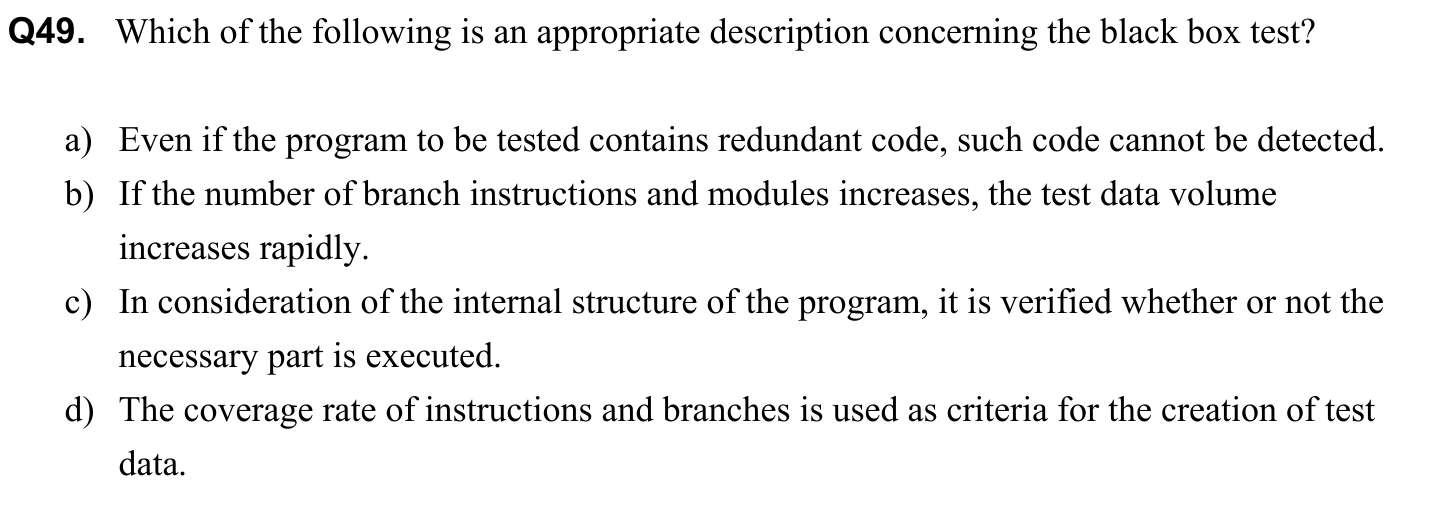 Q49. Which of the following is an appropriate description concerning the black box test?
a) Even if the program to be tested contains redundant code, such code cannot be detected.
b) If the number of branch instructions and modules increases, the test data volume
increases rapidly.
c) In consideration of the internal structure of the program, it is verified whether or not the
necessary part is executed.
d) The coverage rate of instructions and branches is used as criteria for the creation of test
data.